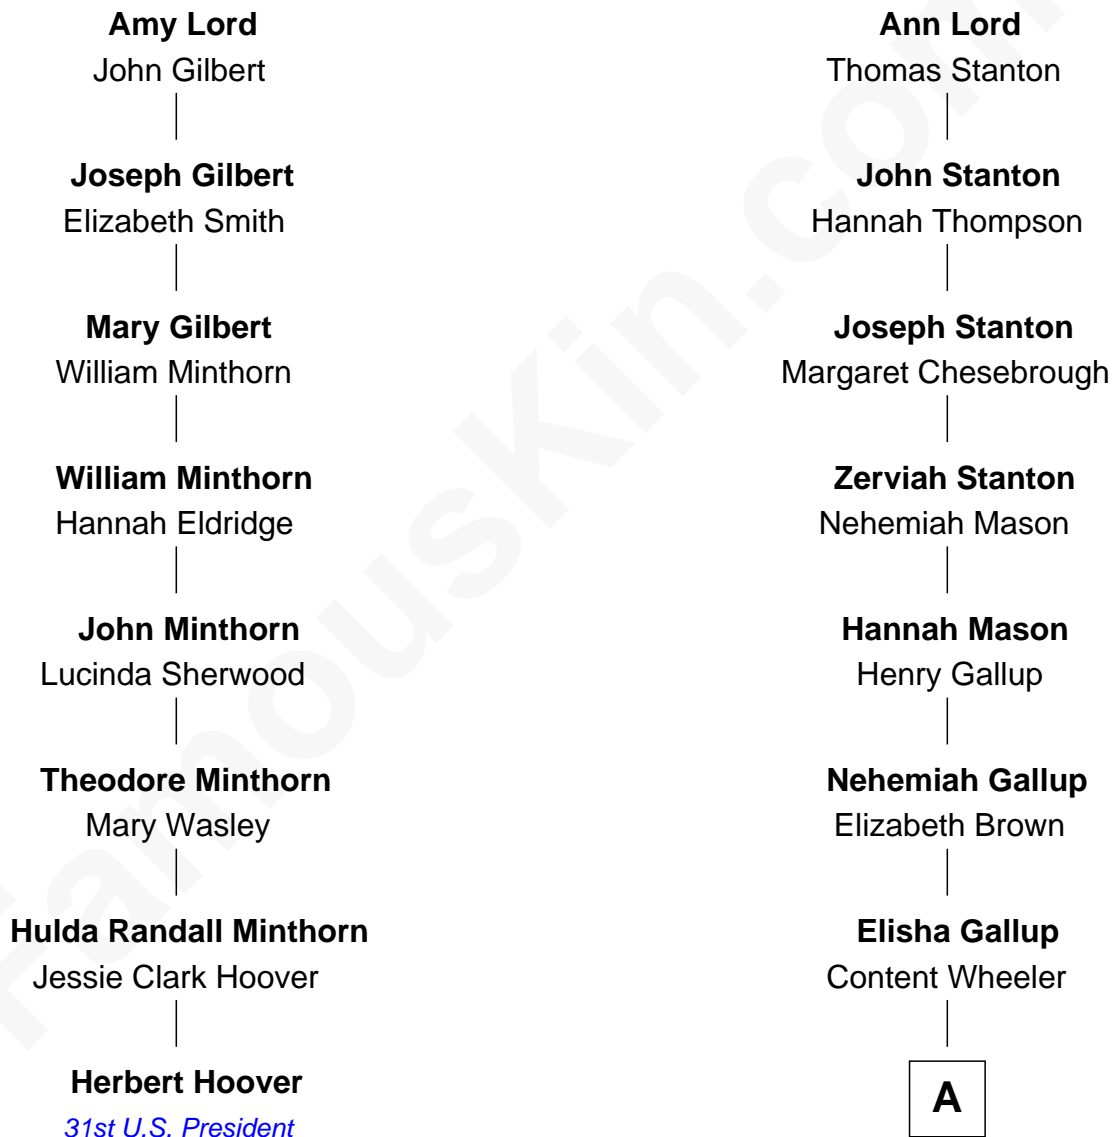 Amy Lord
John Gilbert
Joseph Gilbert
Elizabeth Smith
Mary Gilbert
William Minthorn
William Minthorn
Hannah Eldridge
John Minthorn
Lucinda Sherwood
Theodore Minthorn
Mary Wasley
Hulda Randall Minthorn
Jessie Clark Hoover
Herbert Hoover
31st U.S. President
Ann Lord
Thomas Stanton
John Stanton
Hannah Thompson
Joseph Stanton
Margaret Chesebrough
Zerviah Stanton
Nehemiah Mason
Hannah Mason
Henry Gallup
Nehemiah Gallup
Elizabeth Brown
Elisha Gallup
Content Wheeler
A
FamousKin.com